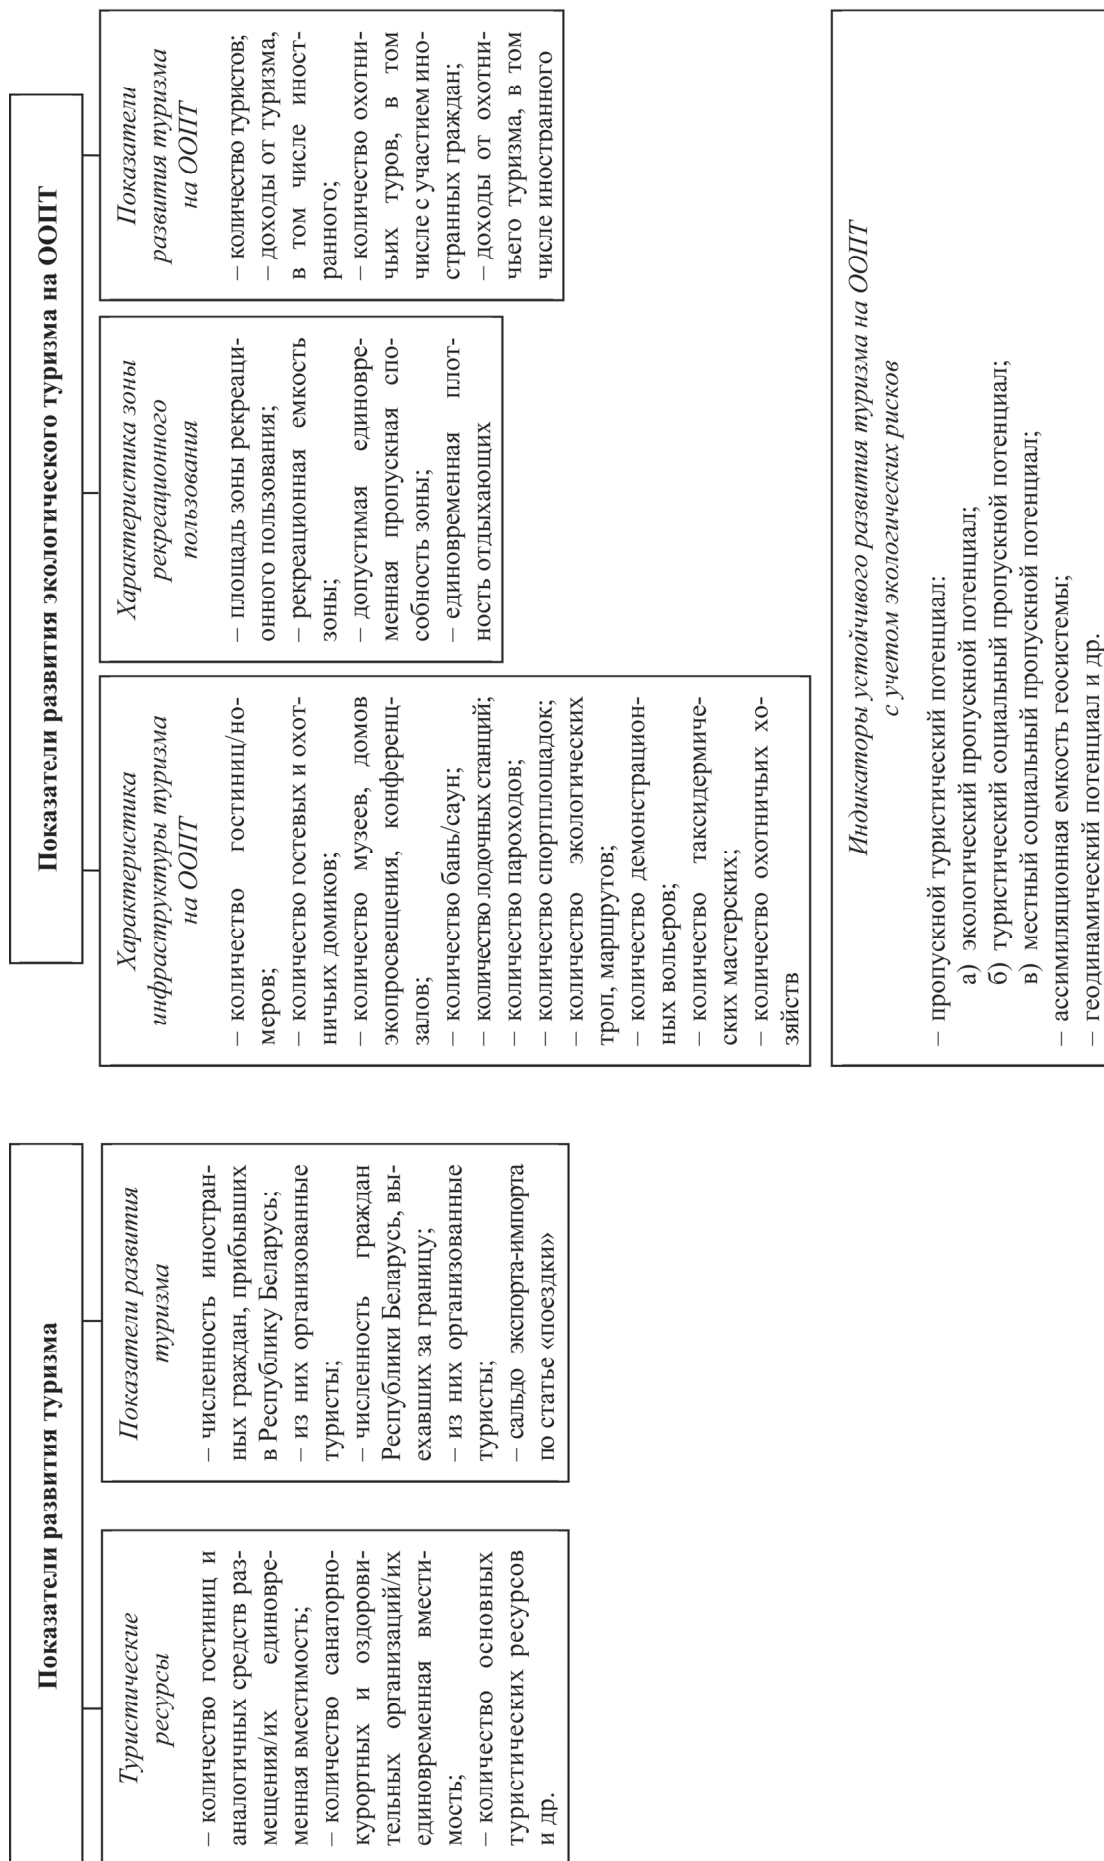 Показатели развития туризма
Туристические
ресурсы
– количество гостиниц и
аналогичных средств раз-
мещения/их единовре-
менная вместимость;
– количество санаторно-
курортных и оздорови-
тельных организаций/их
единовременная вмести-
мость;
– количество основных
туристических ресурсов
и др.
Показатели развития
туризма
– численность иностран-
ных граждан, прибывших
в Республику Беларусь;
– из них организованные
туристы;
– численность граждан
Республики Беларусь, вы-
ехавших за границу;
– из них организованные
туристы;
– сальдо экспорта-импорта
по статье «поездки»
Показатели развития экологического туризма на ООПТ
Характеристика
инфраструктуры туризма
на ООПТ
– количество гостиниц/но-
меров;
– количество гостевых и охот-
ничьих домиков;
– количество музеев, домов
экопросвещения, конференц-
залов;
– количество бань/саун;
– количество лодочных станций;
– количество пароходов;
– количество спортплощадок;
– количество экологических
троп, маршрутов;
– количество демонстрацион-
ных вольеров;
– количество таксидермиче-
ских мастерских;
– количество охотничьих хо-
зяйств
Характеристика зоны
рекреационного
пользования
– площадь зоны рекреаци-
онного пользования;
– рекреационная емкость
зоны;
– допустимая единовре-
менная пропускная спо-
собность зоны;
– единовременная плот-
ность отдыхающих
Показатели
развития туризма
на ООПТ
– количество туристов;
– доходы от туризма,
в том числе иност-
ранного;
– количество охотни-
чьих туров, в том
числе с участием ино-
странных граждан;
– доходы от охотни-
чьего туризма, в том
числе иностранного
Индикаторы устойчивого развития туризма на ООПТ
с учетом экологических рисков
– пропускной туристический потенциал:
а) экологический пропускной потенциал;
б) туристический социальный пропускной потенциал;
в) местный социальный пропускной потенциал;
– ассимиляционная емкость геосистемы;
– геодинамический потенциал и др.